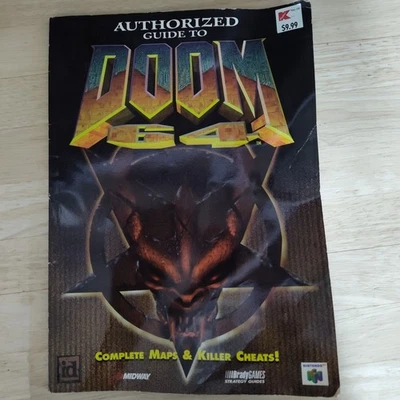 AUTHORIZED
GUIDE TO
K
$9.99
DOOM
64
COMPLETE MAPS & KILLER CHEATS!
id
MIDWAY
BradyGAMES
STRATEGY GUIDES